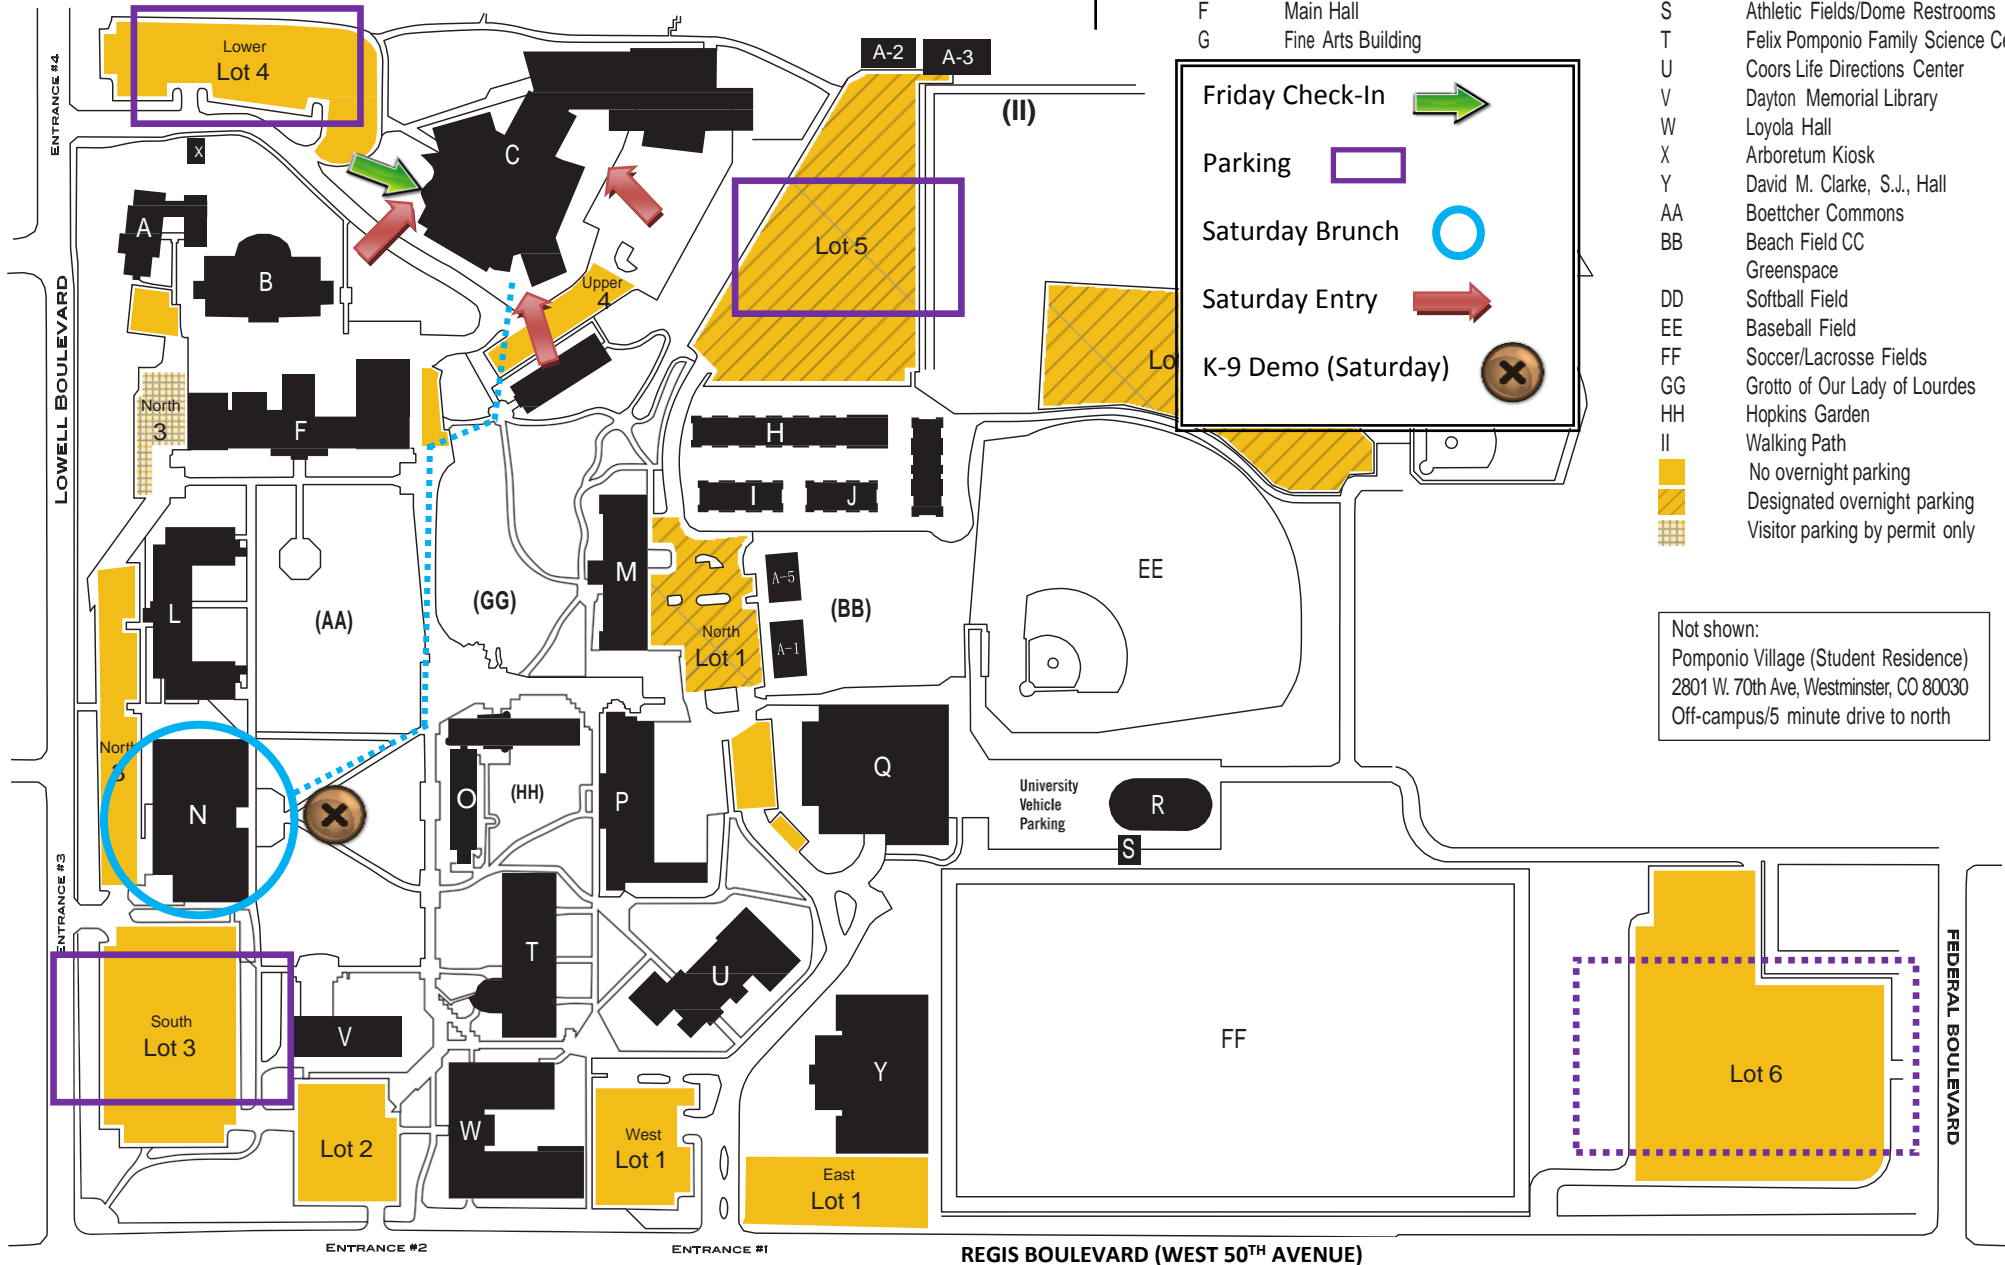 F Main Hall
G Fine Arts Building
S Athletic Fields/Dome Restrooms
T Felix Pomponio Family Science Ce
U Coors Life Directions Center
V Dayton Memorial Library
W Loyola Hall
X Arboretum Kiosk
Y David M. Clarke, S.J., Hall
AA Boettcher Commons
BB Beach Field CC
Greenspace
DD Softball Field
EE Baseball Field
FF Soccer/Lacrosse Fields
GG Grotto of Our Lady of Lourdes
HH Hopkins Garden
II Walking Path
No overnight parking
Designated overnight parking
Visitor parking by permit only
Friday Check-In
Parking
Saturday Brunch
Saturday Entry
K-9 Demo (Saturday)
Not shown:
Pomponio Village (Student Residence)
2801 W. 70th Ave, Westminster, CO 80030
Off-campus/5 minute drive to north
ENTRANCE #4
Lower
Lot 4
A-2
A-3
(II)
X
C
A
B
Lot 5
Upper
4
LOWELL BOULEVARD
Lo
North
3
F
H
I
J
L
(AA)
(GG)
M
North
Lot 1
A-5
A-1
(BB)
EE
North
3
N
O
(HH)
P
Q
University
Vehicle
Parking
R
S
ENTRANCE #3
T
U
South
Lot 3
V
FF
Y
Lot 6
FEDERAL BOULEVARD
Lot 2
W
West
Lot 1
East
Lot 1
ENTRANCE #2
ENTRANCE #1
REGIS BOULEVARD (WEST 50TH AVENUE)